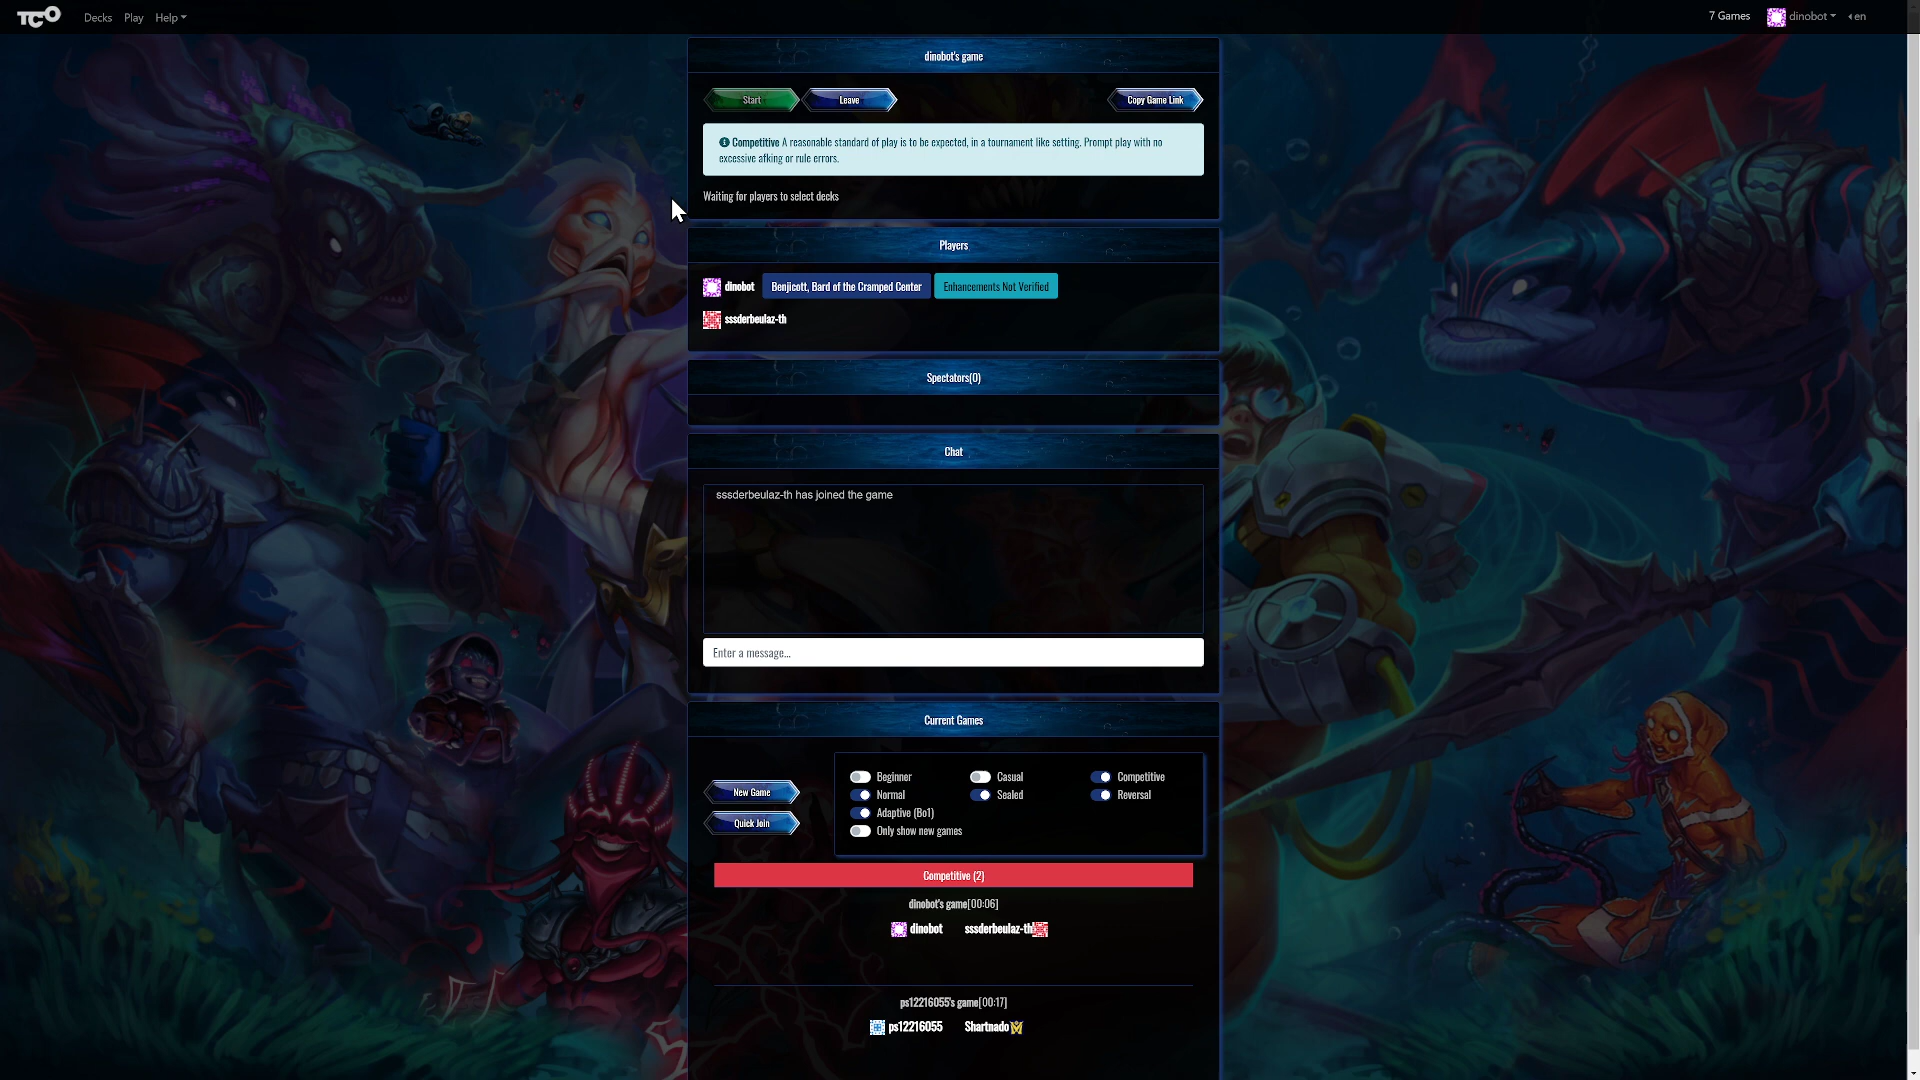 TCO Decks Play Help 7 Games dinobot en
dinobot's game
Start Leave Copy Game Link
Competitive A reasonable standard of play is to be expected, in a tournament like setting. Prompt play with no
excessive afking or rule errors.
Waiting for players to select decks
Players
dinobot Benjicott, Bard of the Cramped Center Enhancements Not Verified
sssderbeulaz-th
Spectators(0)
Chat
sssderbeulaz-th has joined the game
Enter a message...
Current Games
Beginner Casual Competitive
New Game
Normal Sealed Reversal
Adaptive (Bo1)
Quick Join
Only show new games
Competitive (2)
dinobot's game[00:06]
dinobot sssderbeulaz-th
ps12216055's game[00:17]
ps12216055 Shartnado